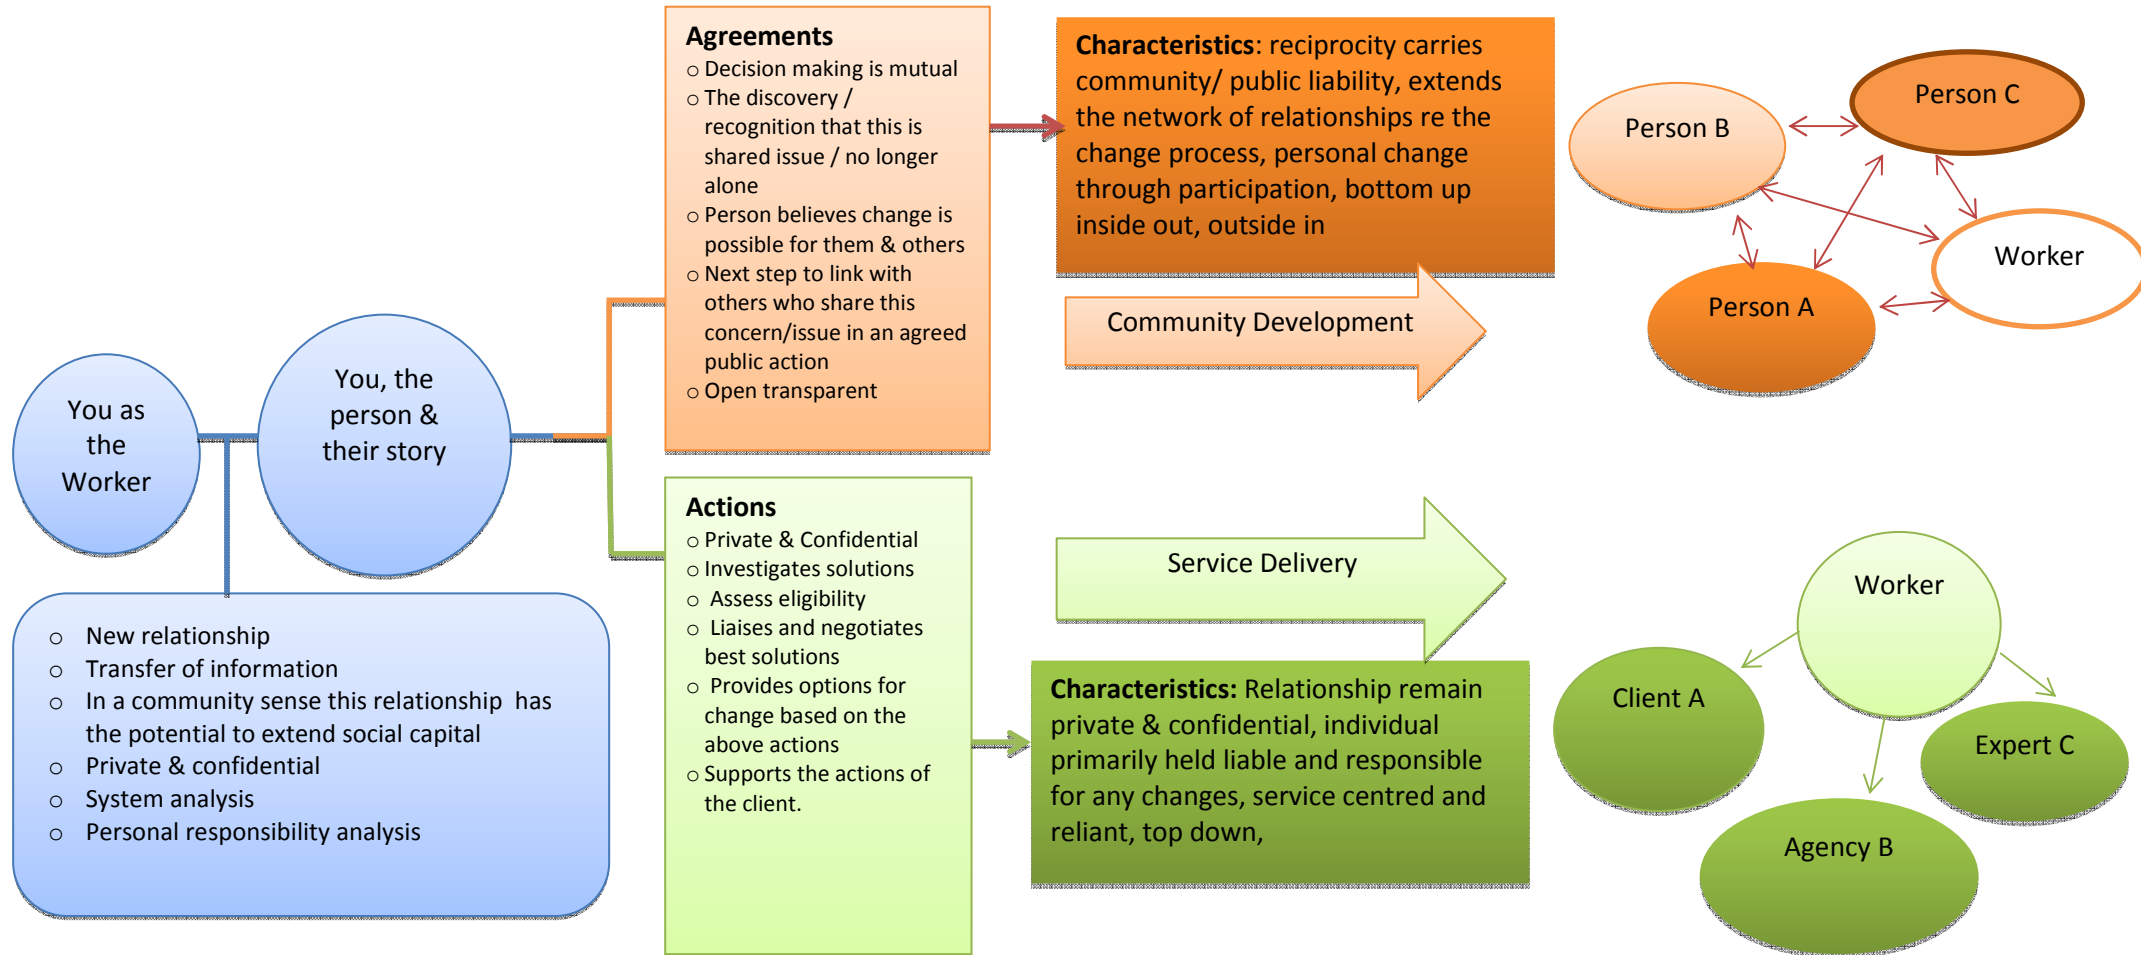 You as
the
Worker
You, the
person &
their story
○ New relationship
○ Transfer of information
○ In a community sense this relationship has
the potential to extend social capital
○ Private & confidential
○ System analysis
○ Personal responsibility analysis
Agreements
○ Decision making is mutual
○ The discovery /
recognition that this is
shared issue / no longer
alone
○ Person believes change is
possible for them & others
○ Next step to link with
others who share this
concern/issue in an agreed
public action
○ Open transparent
Characteristics: reciprocity carries
community/ public liability, extends
the network of relationships re the
change process, personal change
through participation, bottom up
inside out, outside in
Community Development
Person B
Person C
Worker
Person A
Actions
○ Private & Confidential
○ Investigates solutions
○ Assess eligibility
○ Liaises and negotiates
best solutions
○ Provides options for
change based on the
above actions
○ Supports the actions of
the client.
Service Delivery
Characteristics: Relationship remain
private & confidential, individual
primarily held liable and responsible
for any changes, service centred and
reliant, top down,
Worker
Client A
Expert C
Agency B